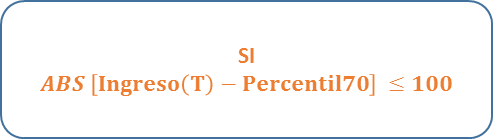 SI
ABS [Ingreso(T) − Percentil70] ≤ 100